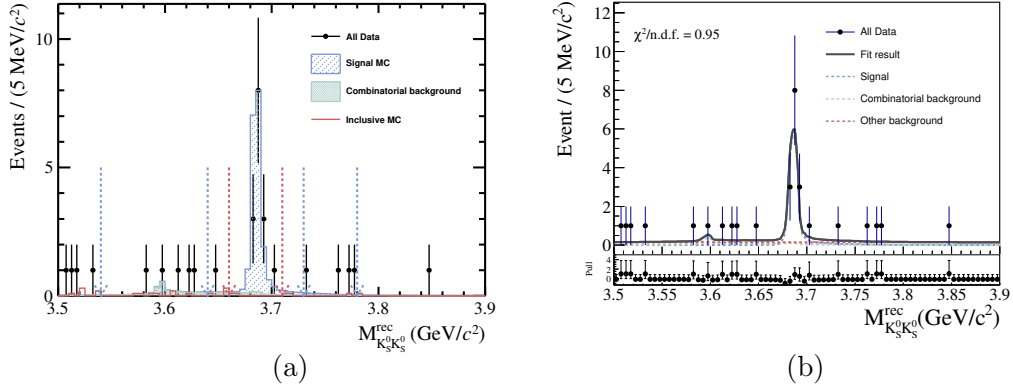 Events / (5 MeV/c²)
10
5
0
All Data
Signal MC
Combinatorial background
Inclusive MC
3.5 3.6 3.7 3.8 3.9
M^rec_{K⁰_S K⁰_S} (GeV/c²)
(a)
Event / (5 MeV/c²)
12
10
8
6
4
2
0
χ²/n.d.f. = 0.95
All Data
Fit result
Signal
Combinatorial background
Other background
Pull
4
2
0
3.5 3.55 3.6 3.65 3.7 3.75 3.8 3.85 3.9
M^rec_{K⁰_S K⁰_S} (GeV/c²)
(b)